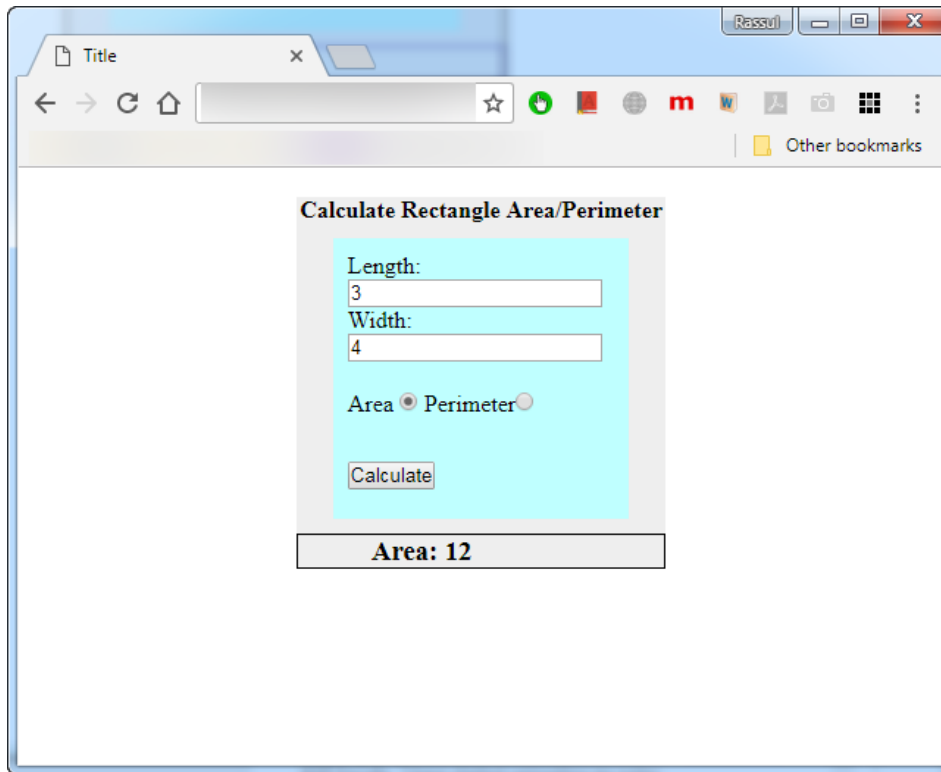 Rassul
Title
Other bookmarks
Calculate Rectangle Area/Perimeter
Length:
3
Width:
4
Area Perimeter
Calculate
Area: 12